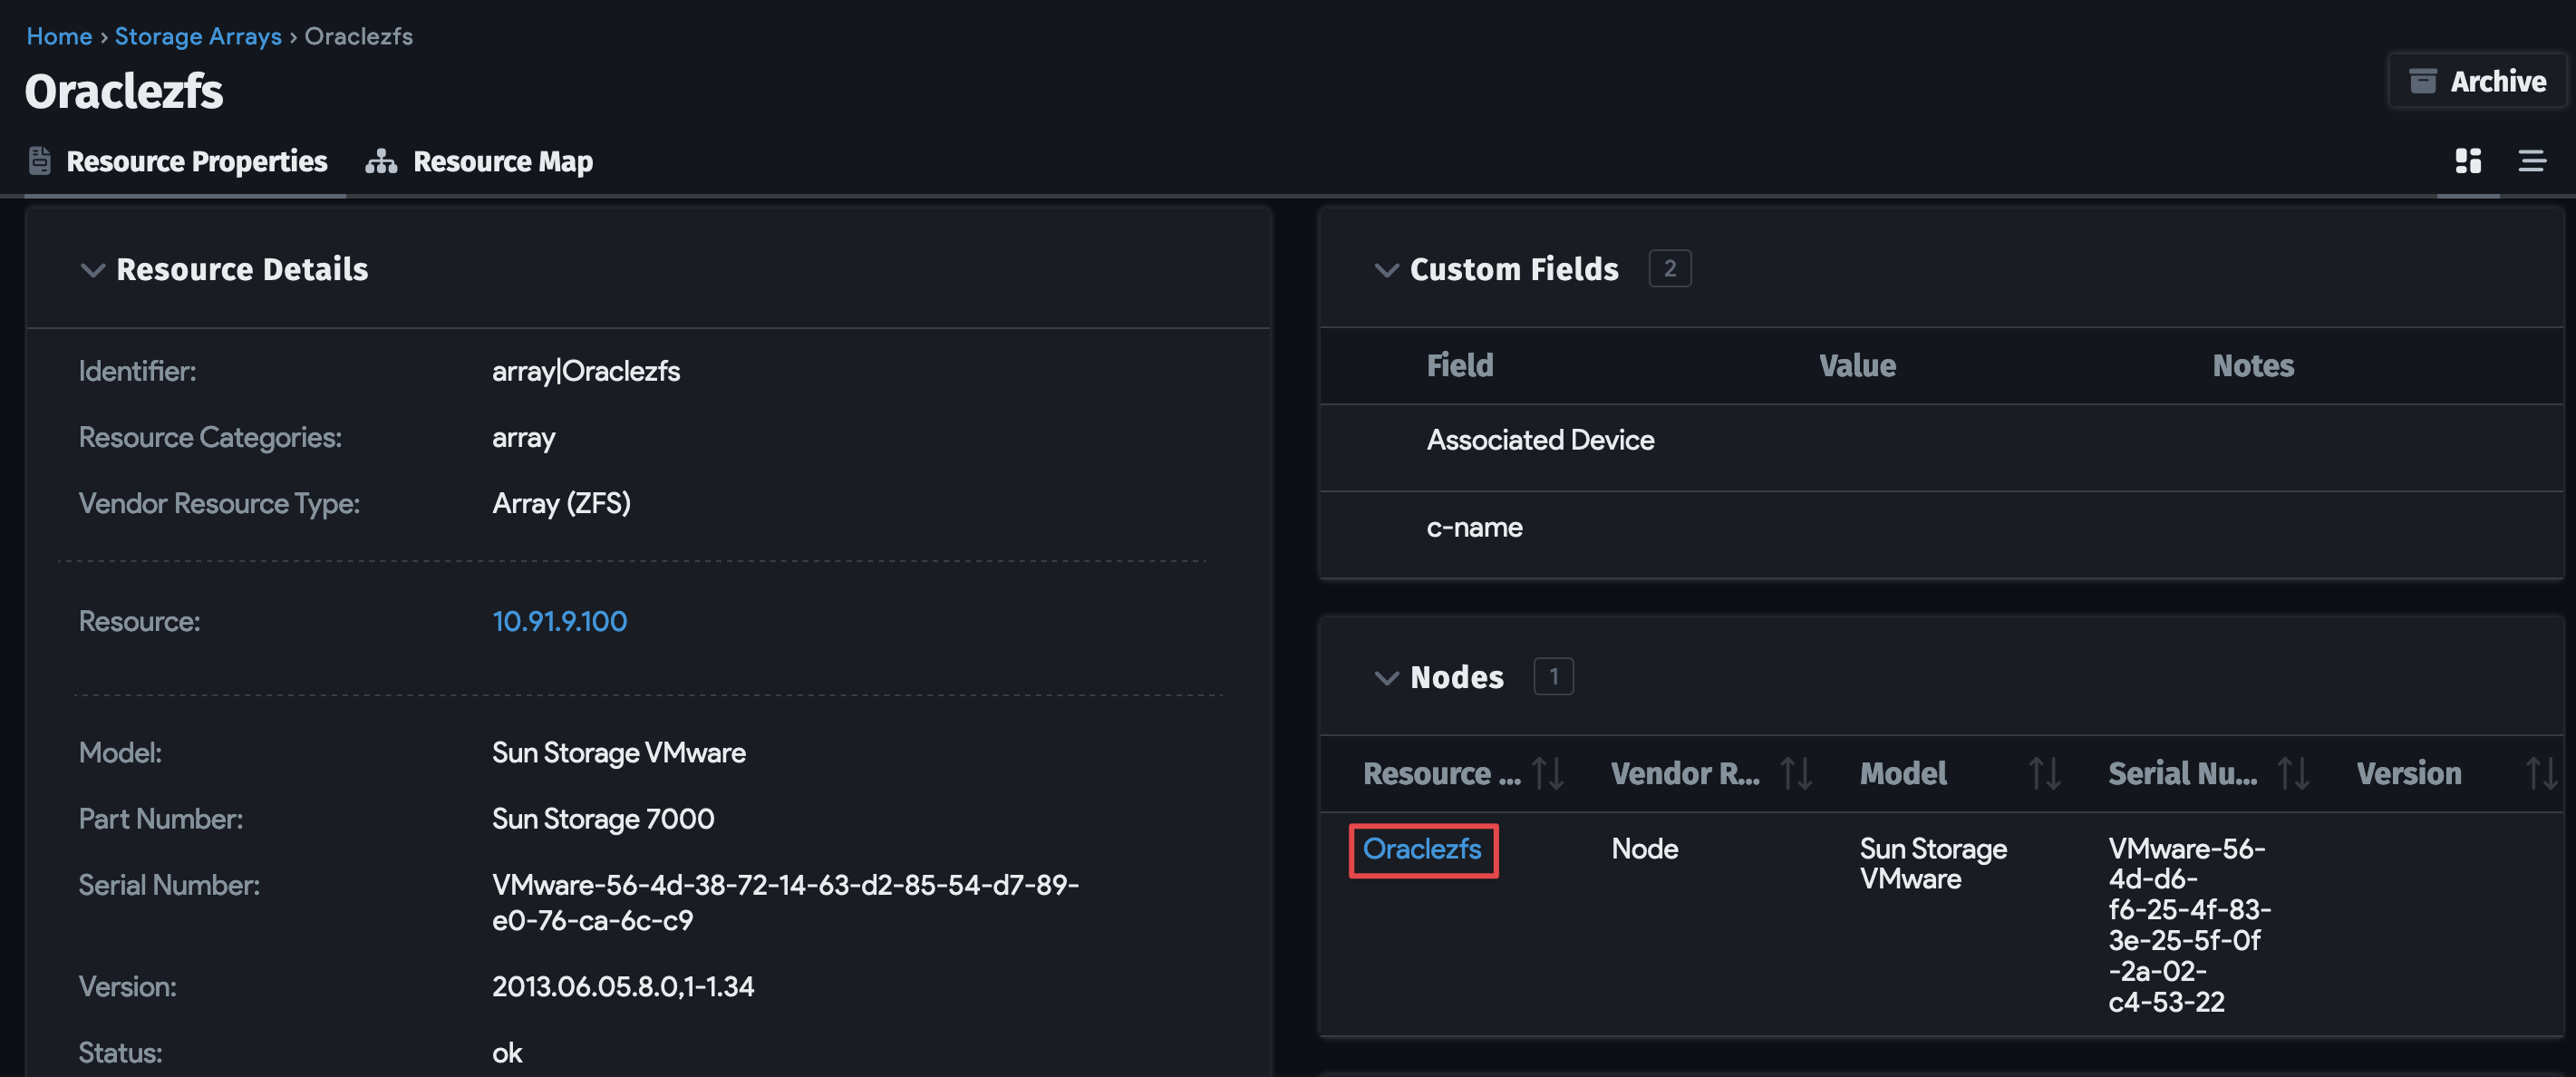 Home › Storage Arrays › Oraclezfs
Oraclezfs
Archive
Resource Properties
Resource Map
Resource Details
Identifier: array|Oraclezfs
Resource Categories: array
Vendor Resource Type: Array (ZFS)
Resource: 10.91.9.100
Model: Sun Storage VMware
Part Number: Sun Storage 7000
Serial Number: VMware-56-4d-38-72-14-63-d2-85-54-d7-89-
e0-76-ca-6c-c9
Version: 2013.06.05.8.0,1-1.34
Status: ok
Custom Fields 2
Field Value Notes
Associated Device
c-name
Nodes 1
Resource ... Vendor R... Model Serial Nu... Version
Oraclezfs Node Sun Storage VMware-56-
VMware 4d-d6-
f6-25-4f-83-
3e-25-5f-0f
-2a-02-
c4-53-22